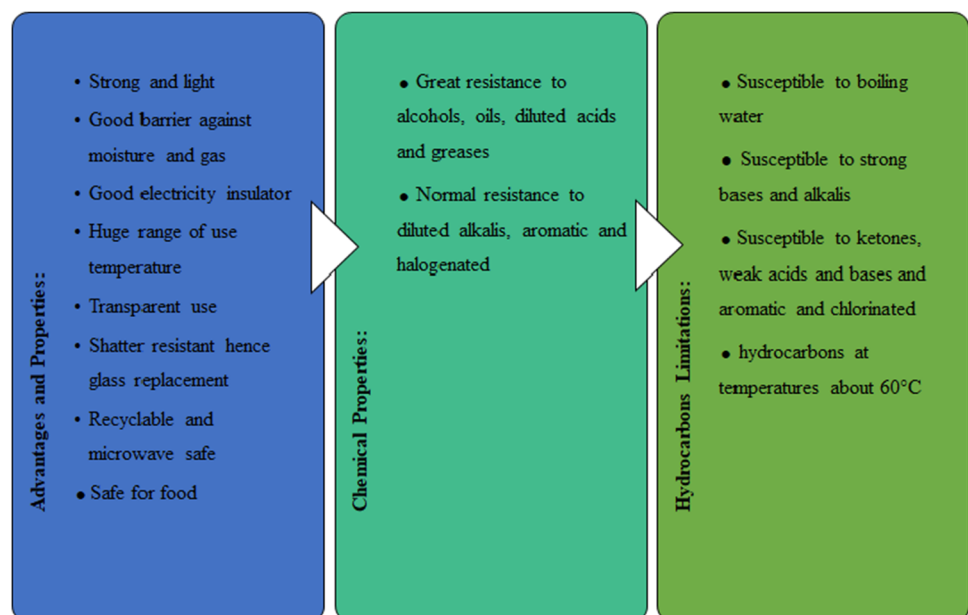 Advantages and Properties:
• Strong and light
• Good barrier against
moisture and gas
• Good electricity insulator
• Huge range of use
temperature
• Transparent use
• Shatter resistant hence
glass replacement
• Recyclable and
microwave safe
● Safe for food
Chemical Properties:
● Great resistance to
alcohols, oils, diluted acids
and greases
● Normal resistance to
diluted alkalis, aromatic and
halogenated
Hydrocarbons Limitations:
● Susceptible to boiling
water
● Susceptible to strong
bases and alkalis
● Susceptible to ketones,
weak acids and bases and
aromatic and chlorinated
● hydrocarbons at
temperatures about 60°C